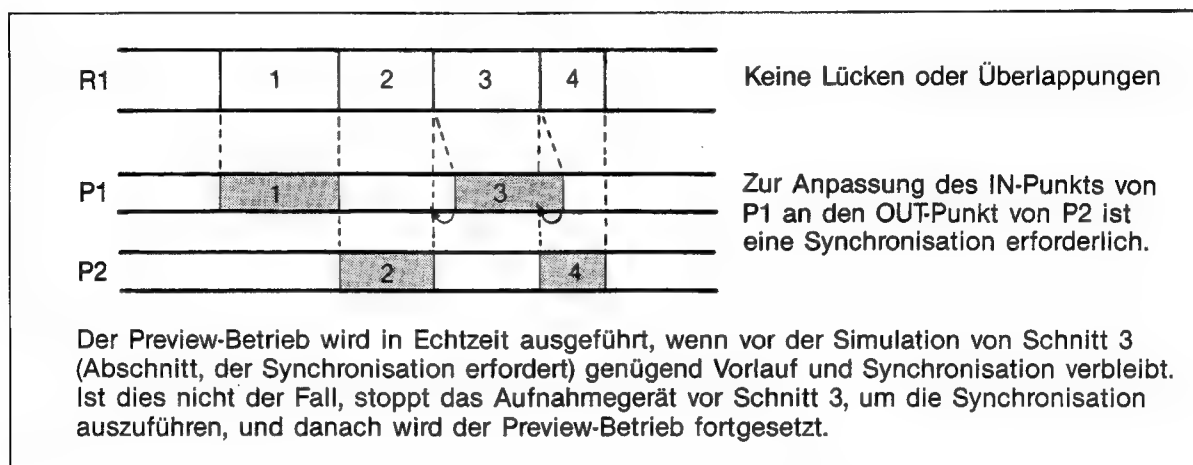 R1 1 2 3 4 Keine Lücken oder Überlappungen
P1 1 3
Zur Anpassung des IN-Punkts von
P1 an den OUT-Punkt von P2 ist
eine Synchronisation erforderlich.
P2 2 4
Der Preview-Betrieb wird in Echtzeit ausgeführt, wenn vor der Simulation von Schnitt 3
(Abschnitt, der Synchronisation erfordert) genügend Vorlauf und Synchronisation verbleibt.
Ist dies nicht der Fall, stoppt das Aufnahmegerät vor Schnitt 3, um die Synchronisation
auszuführen, und danach wird der Preview-Betrieb fortgesetzt.